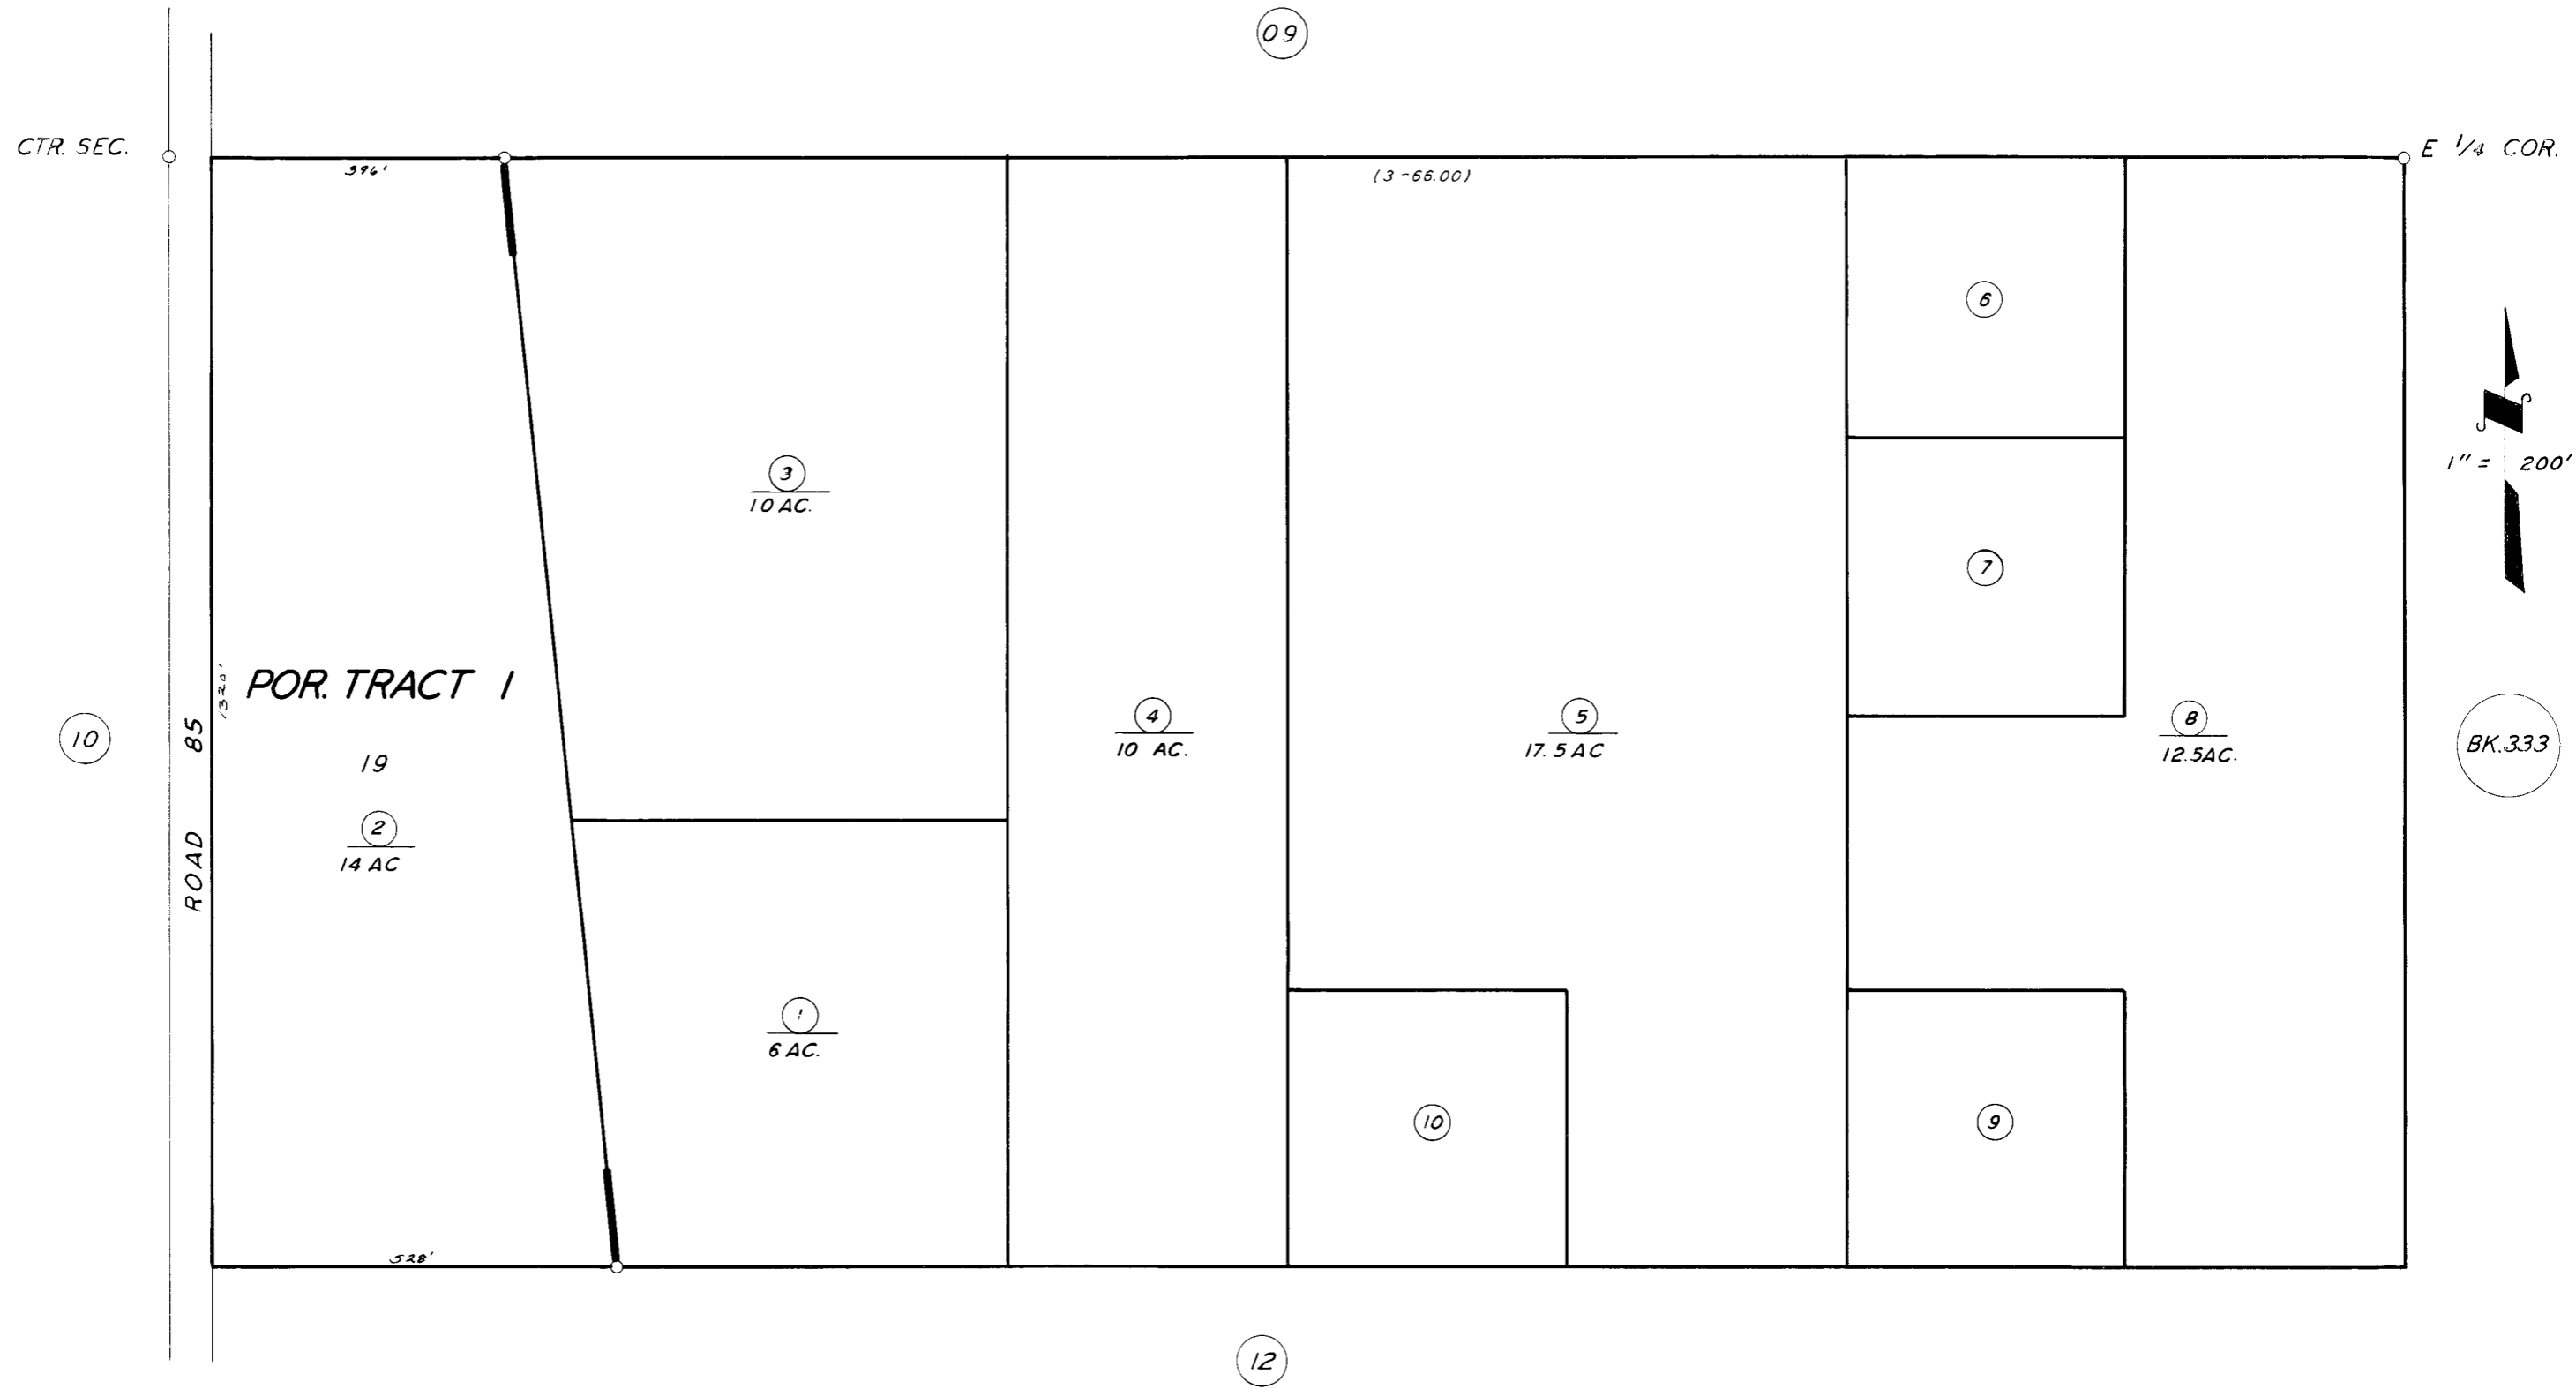 09
CTR. SEC.
E 1/4 COR.
396'
(3-66.00)
6
1" = 200'
3
10 AC.
7
1320'
POR. TRACT 1
4
10 AC.
5
17.5 AC
8
12.5AC.
10
ROAD 85
BK.333
19
2
14 AC
1
6 AC.
10
9
528'
12